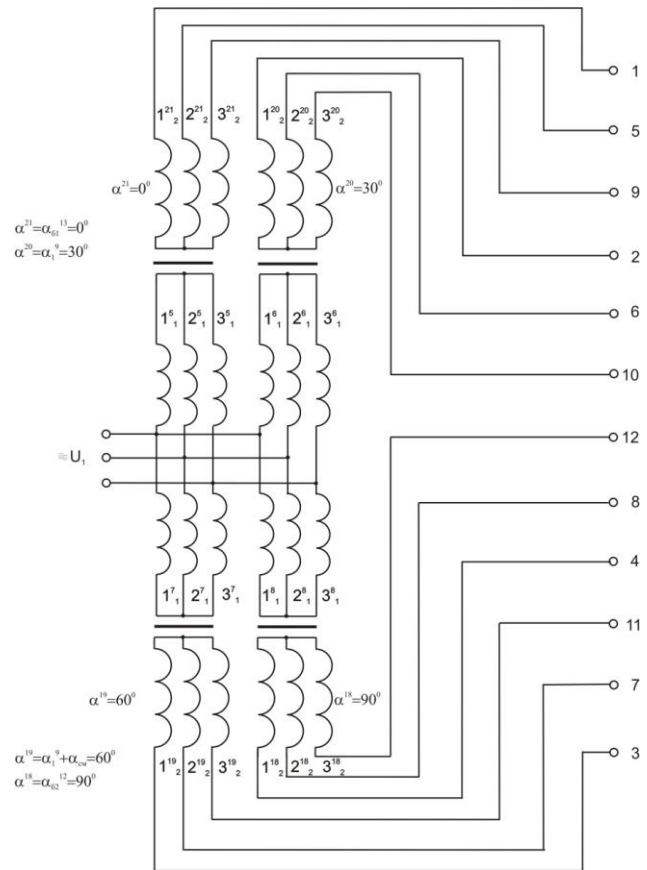 1
1²¹₂ 2²¹₂ 3²¹₂ 1²⁰₂ 2²⁰₂ 3²⁰₂
5
α²¹=0⁰ α²⁰=30⁰
9
α²¹=α_б1¹³=0⁰
α²⁰=α₁⁹=30⁰
2
6
1⁵₁ 2⁵₁ 3⁵₁ 1⁶₁ 2⁶₁ 3⁶₁
10
12
≈U₁
8
4
1⁷₁ 2⁷₁ 3⁷₁ 1⁸₁ 2⁸₁ 3⁸₁
11
α¹⁹=60⁰ α¹⁸=90⁰
7
α¹⁹=α₁⁹+α_см=60⁰
3
1¹⁹₂ 2¹⁹₂ 3¹⁹₂ 1¹⁸₂ 2¹⁸₂ 3¹⁸₂
α¹⁸=α_б2¹²=90⁰